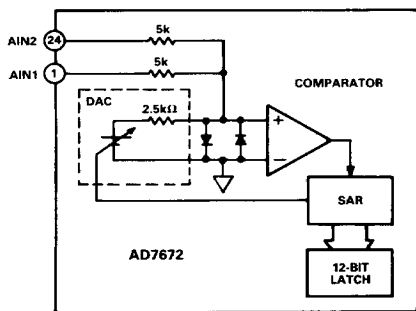 5k
AIN2 24
5k
AIN1 1
COMPARATOR
DAC
2.5kΩ
+
−
SAR
AD7672
12-BIT
LATCH